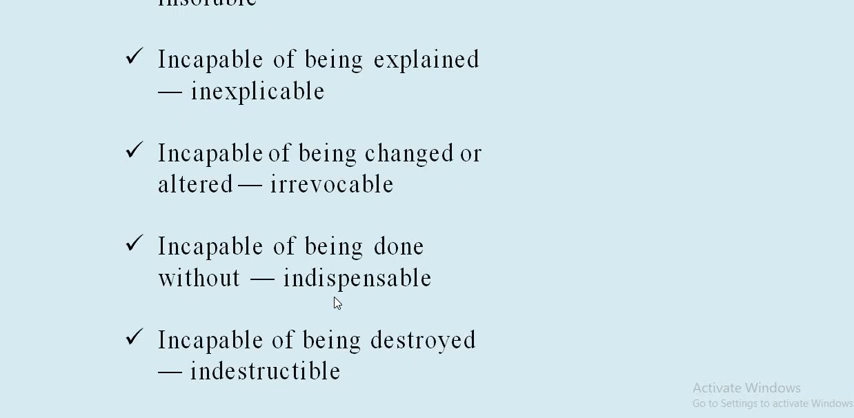 insoluble
✓ Incapable of being explained
— inexplicable
✓ Incapable of being changed or
altered — irrevocable
✓ Incapable of being done
without — indispensable
✓ Incapable of being destroyed
— indestructible
Activate Windows
Go to Settings to activate Windows